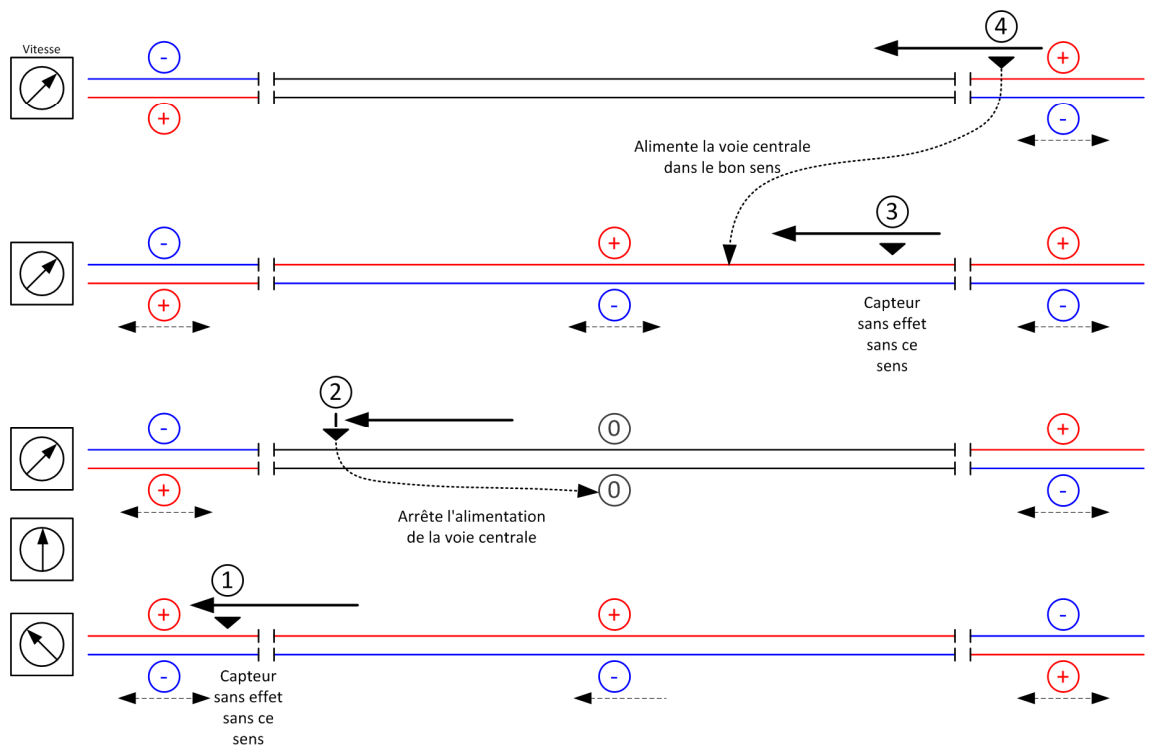 Vitesse
-
+
4
+
-
Alimente la voie centrale
dans le bon sens
3
-
+
+
+
-
+
-
Capteur
sans effet
sans ce
sens
2
-
0
+
+
0
-
Arrête l'alimentation
de la voie centrale
1
+
+
-
-
-
+
Capteur
sans effet
sans ce
sens